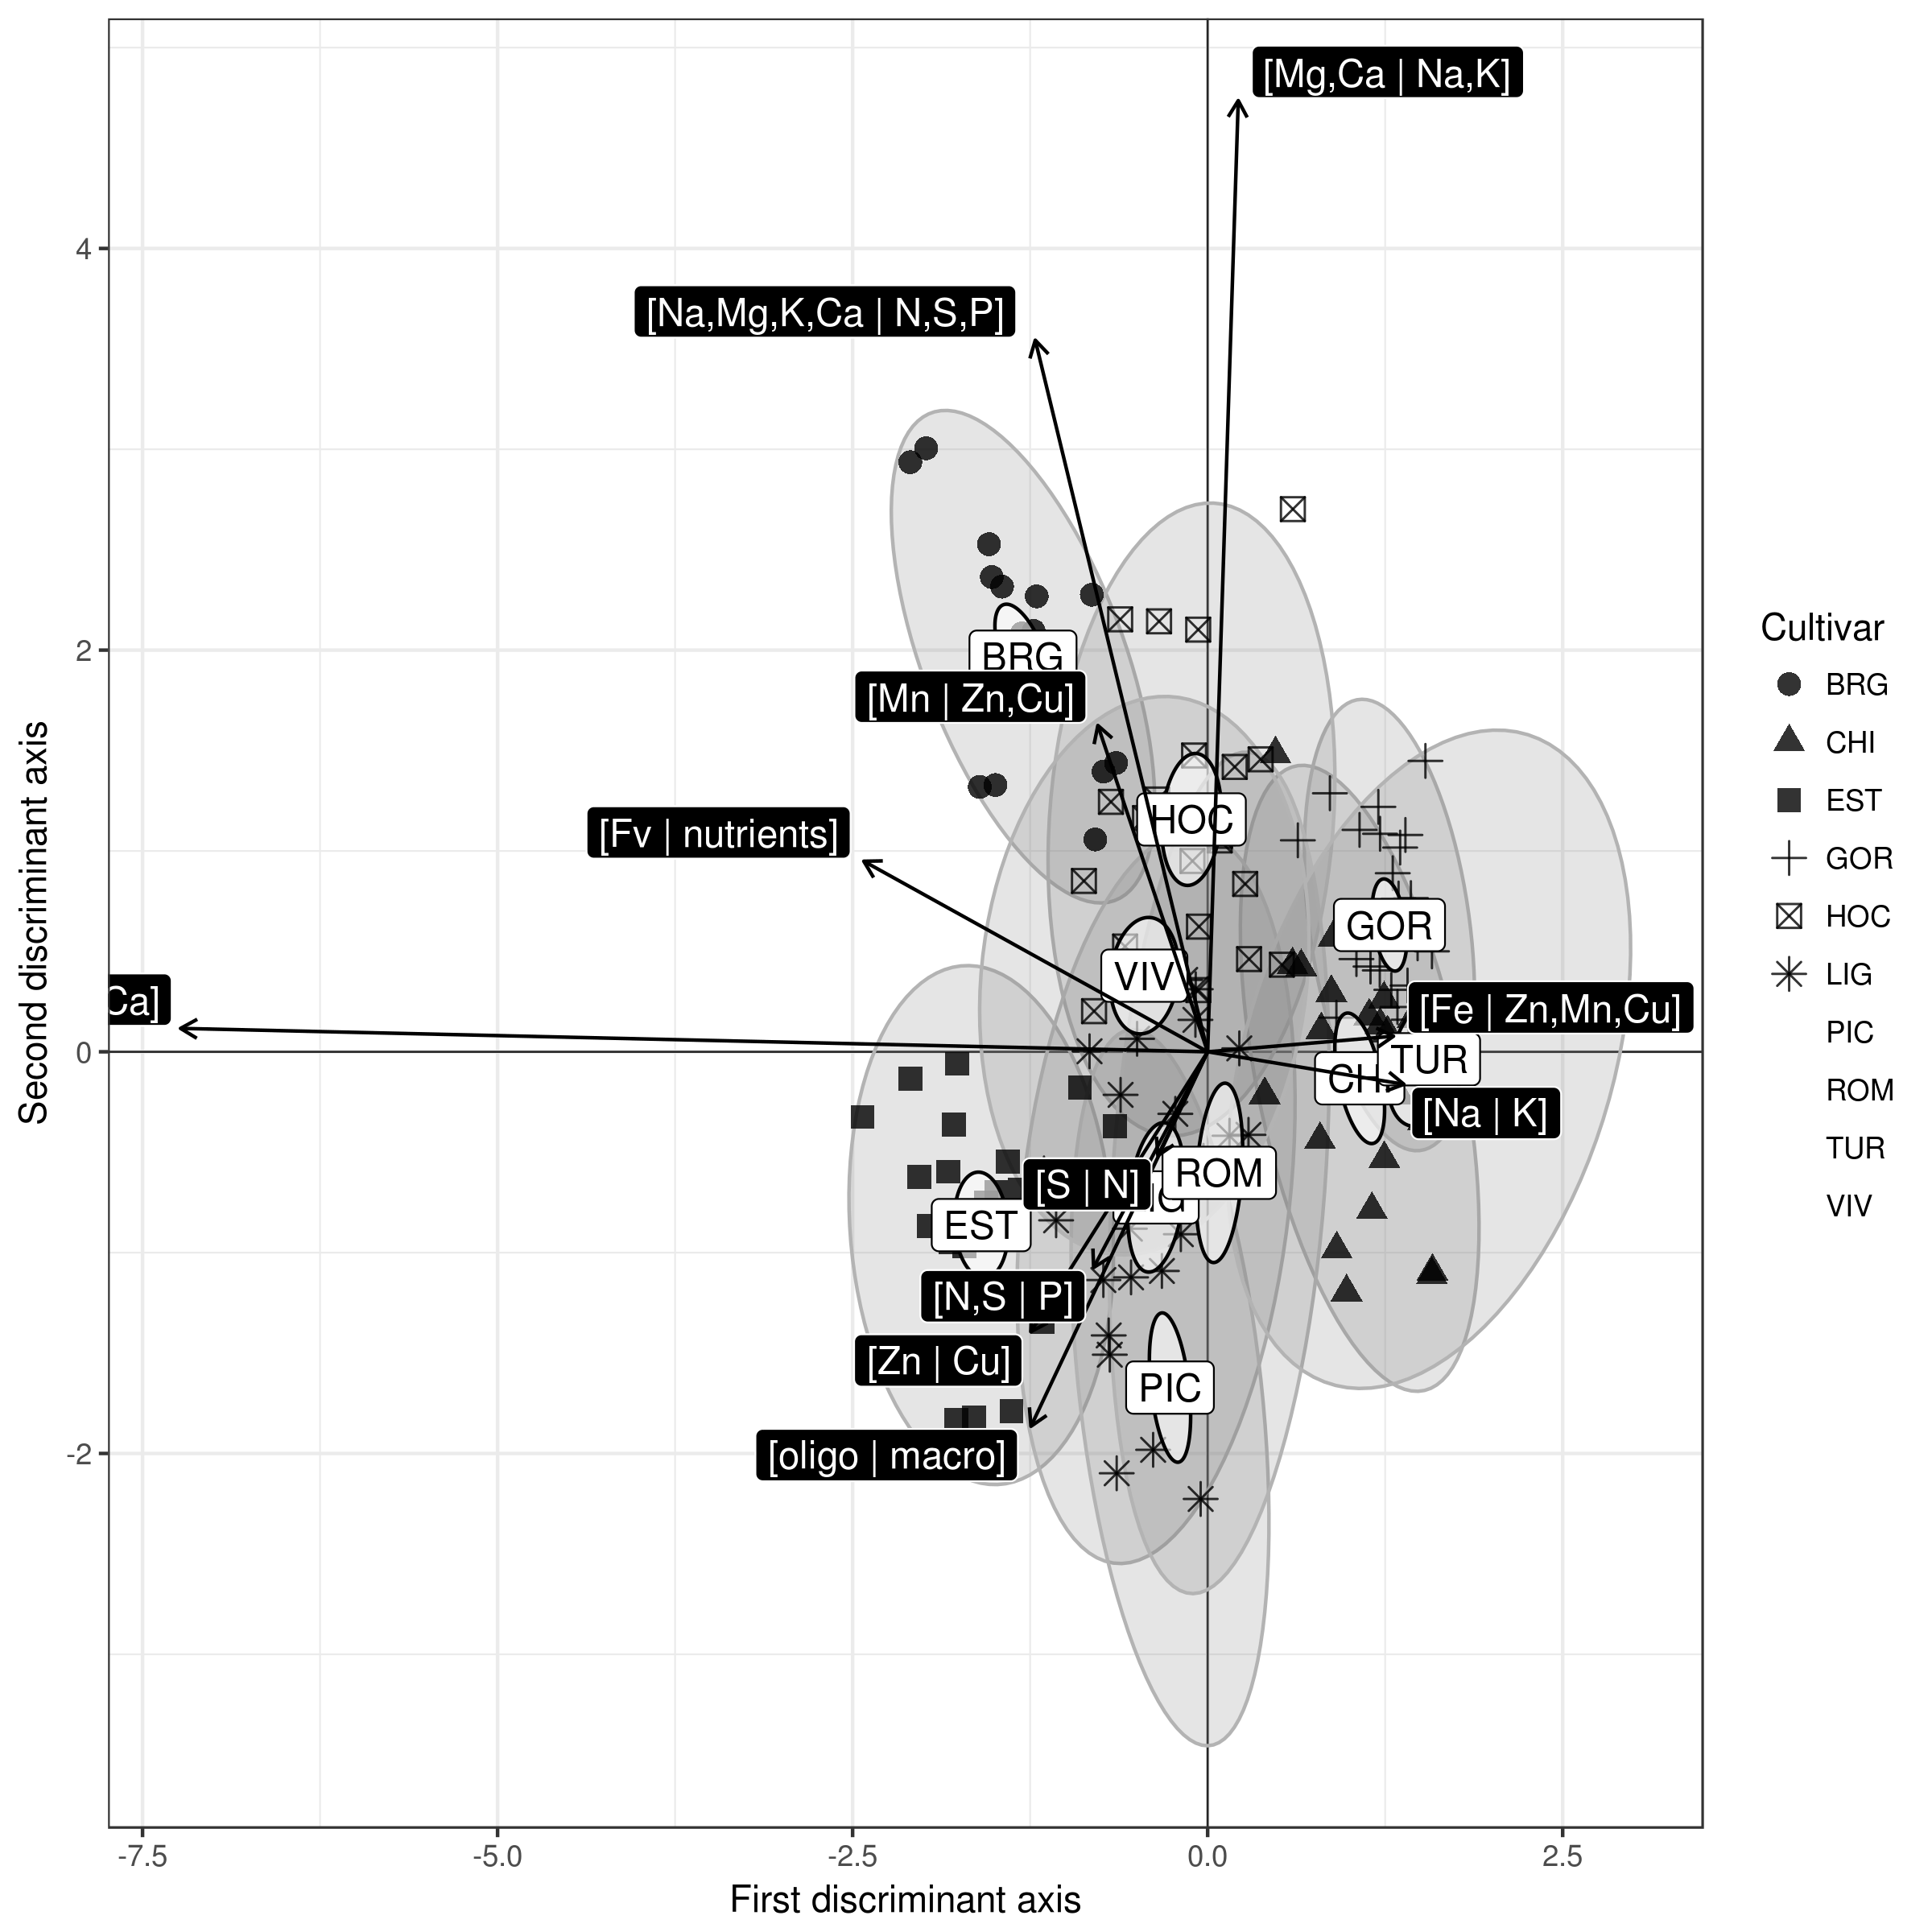 [Mg,Ca | Na,K]
4
[Na,Mg,K,Ca | N,S,P]
Cultivar
BRG
CHI
EST
GOR
HOC
LIG
PIC
ROM
TUR
VIV
2
BRG
[Mn | Zn,Cu]
HOC
[Fv | nutrients]
GOR
VIV
Ca]
[Fe | Zn,Mn,Cu]
0
TUR
CH
[Na | K]
[S | N]
ROM
EST
[N,S | P]
[Zn | Cu]
PIC
[oligo | macro]
-2
Second discriminant axis
-7.5
-5.0
-2.5
0.0
2.5
First discriminant axis